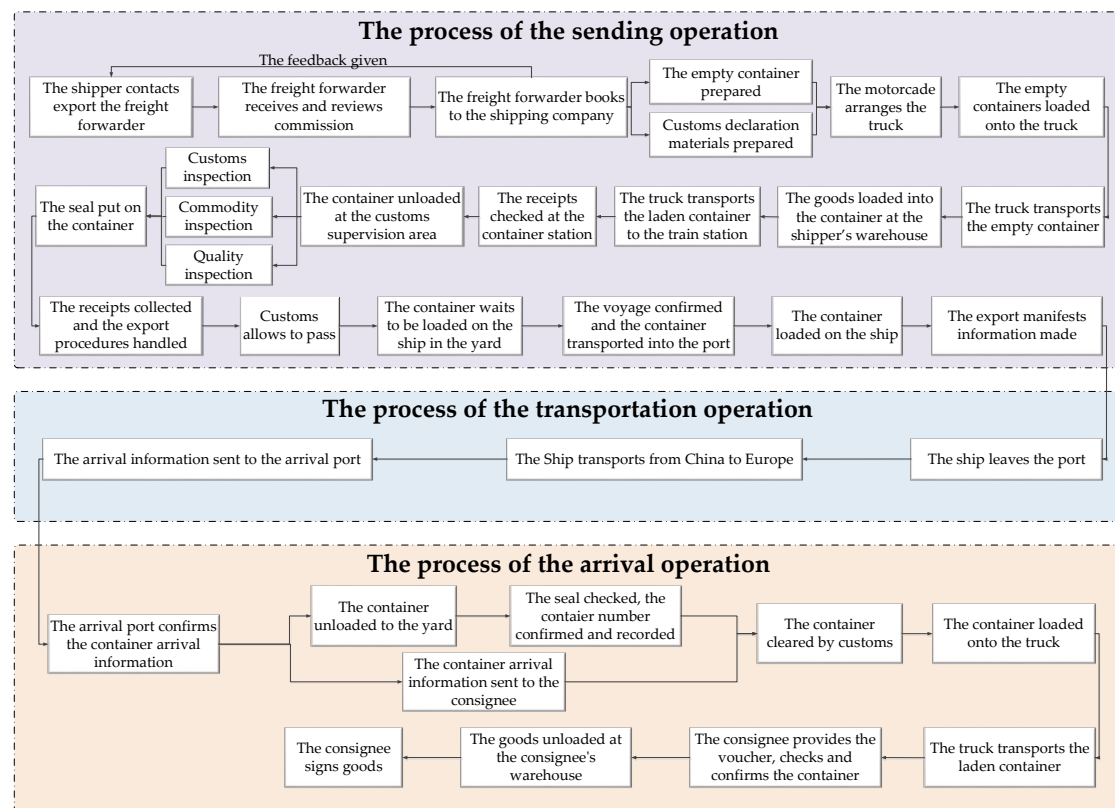 The process of the sending operation
The feedback given
The shipper contacts
export the freight
forwarder
The freight forwarder
receives and reviews
commission
The freight forwarder books
to the shipping company
The empty container
prepared
Customs declaration
materials prepared
The motorcade
arranges the
truck
The empty
containers loaded
onto the truck
The truck transports
the empty container
The goods loaded into
the container at the
shipper’s warehouse
The truck transports
the laden container
to the train station
The receipts
checked at the
container station
The container unloaded
at the customs
supervision area
Customs
inspection
Commodity
inspection
Quality
inspection
The seal put on
the container
The receipts collected
and the export
procedures handled
Customs
allows to pass
The container waits
to be loaded on the
ship in the yard
The voyage confirmed
and the container
transported into the port
The container
loaded on the ship
The export manifests
information made
The process of the transportation operation
The ship leaves the port
The Ship transports from China to Europe
The arrival information sent to the arrival port
The process of the arrival operation
The arrival port confirms
the container arrival
information
The container
unloaded to the yard
The seal checked, the
contaier number
confirmed and recorded
The container arrival
information sent to the
consignee
The container
cleared by customs
The container loaded
onto the truck
The truck transports the
laden container
The consignee provides the
voucher, checks and
confirms the container
The goods unloaded at
the consignee's
warehouse
The consignee
signs goods